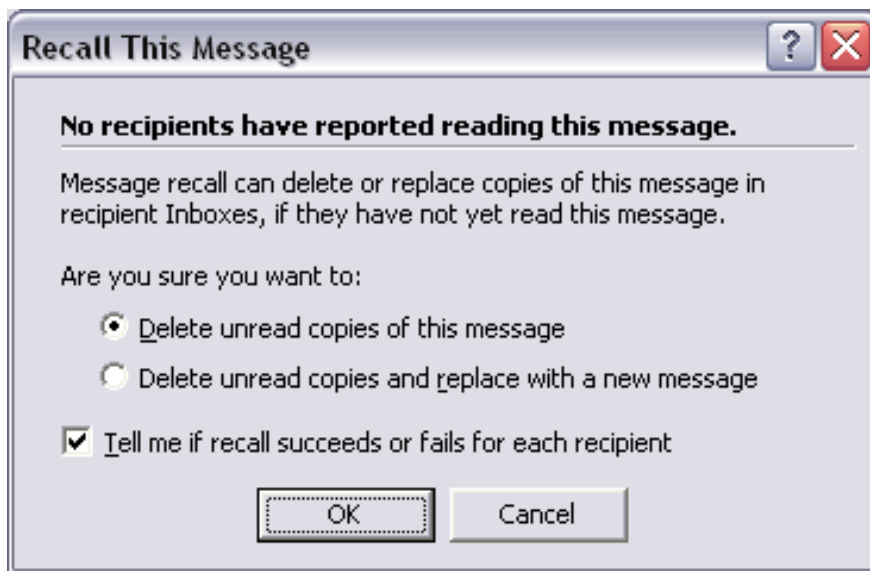 Recall This Message
No recipients have reported reading this message.
Message recall can delete or replace copies of this message in
recipient Inboxes, if they have not yet read this message.
Are you sure you want to:
Delete unread copies of this message
Delete unread copies and replace with a new message
Tell me if recall succeeds or fails for each recipient
OK Cancel